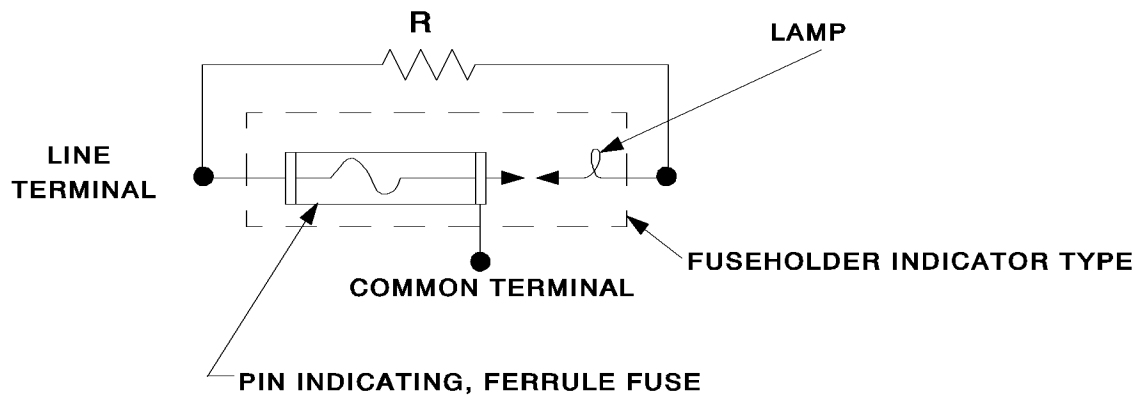 R
LAMP
LINE
TERMINAL
FUSEHOLDER INDICATOR TYPE
COMMON TERMINAL
PIN INDICATING, FERRULE FUSE